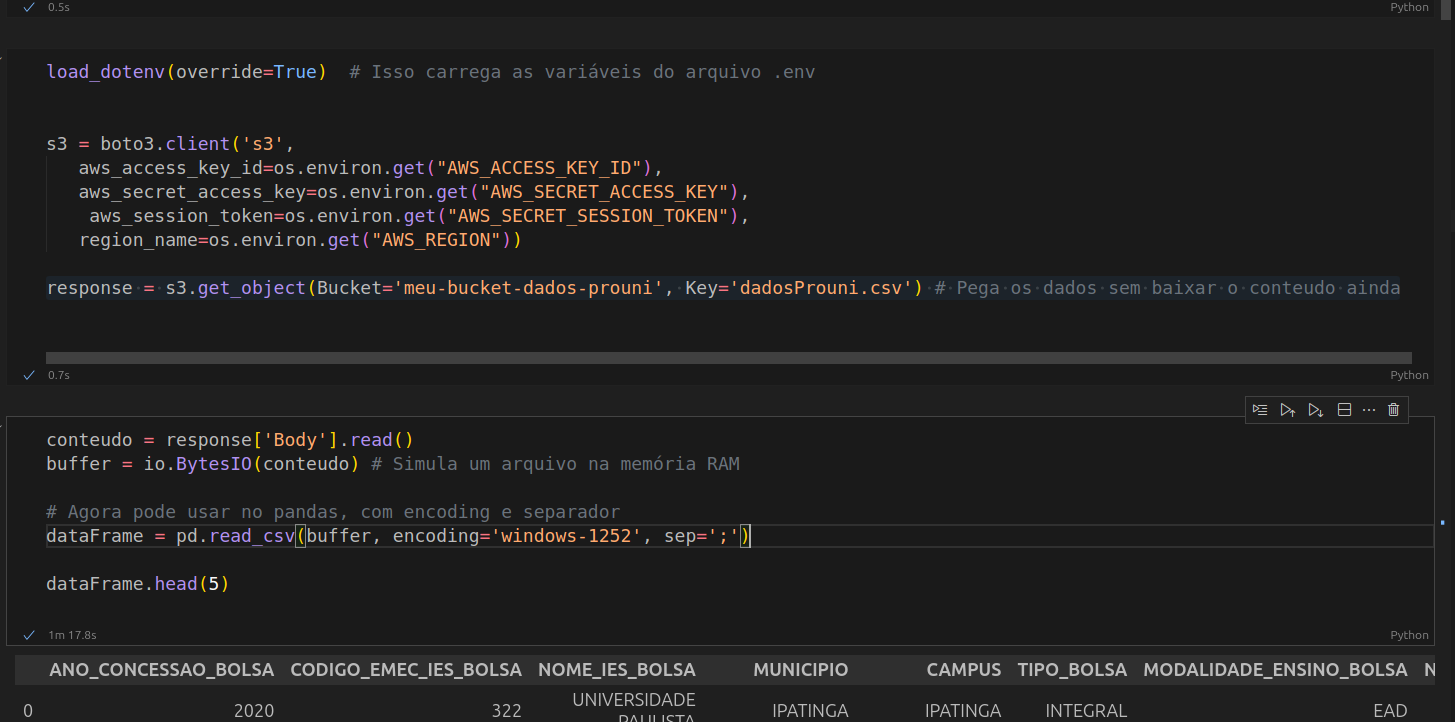 0.5s Python
load_dotenv(override=True)  # Isso carrega as variáveis do arquivo .env
s3 = boto3.client('s3',
aws_access_key_id=os.environ.get("AWS_ACCESS_KEY_ID"),
aws_secret_access_key=os.environ.get("AWS_SECRET_ACCESS_KEY"),
aws_session_token=os.environ.get("AWS_SECRET_SESSION_TOKEN"),
region_name=os.environ.get("AWS_REGION"))
response = s3.get_object(Bucket='meu-bucket-dados-prouni', Key='dadosProuni.csv') # Pega os dados sem baixar o conteudo ainda
0.7s Python
conteudo = response['Body'].read()
buffer = io.BytesIO(conteudo) # Simula um arquivo na memória RAM
# Agora pode usar no pandas, com encoding e separador
dataFrame = pd.read_csv(buffer, encoding='windows-1252', sep=';')
dataFrame.head(5)
1m 17.8s Python
ANO_CONCESSAO_BOLSA CODIGO_EMEC_IES_BOLSA NOME_IES_BOLSA MUNICIPIO CAMPUS TIPO_BOLSA MODALIDADE_ENSINO_BOLSA N
0 2020 322 UNIVERSIDADE PAULISTA IPATINGA IPATINGA INTEGRAL EAD